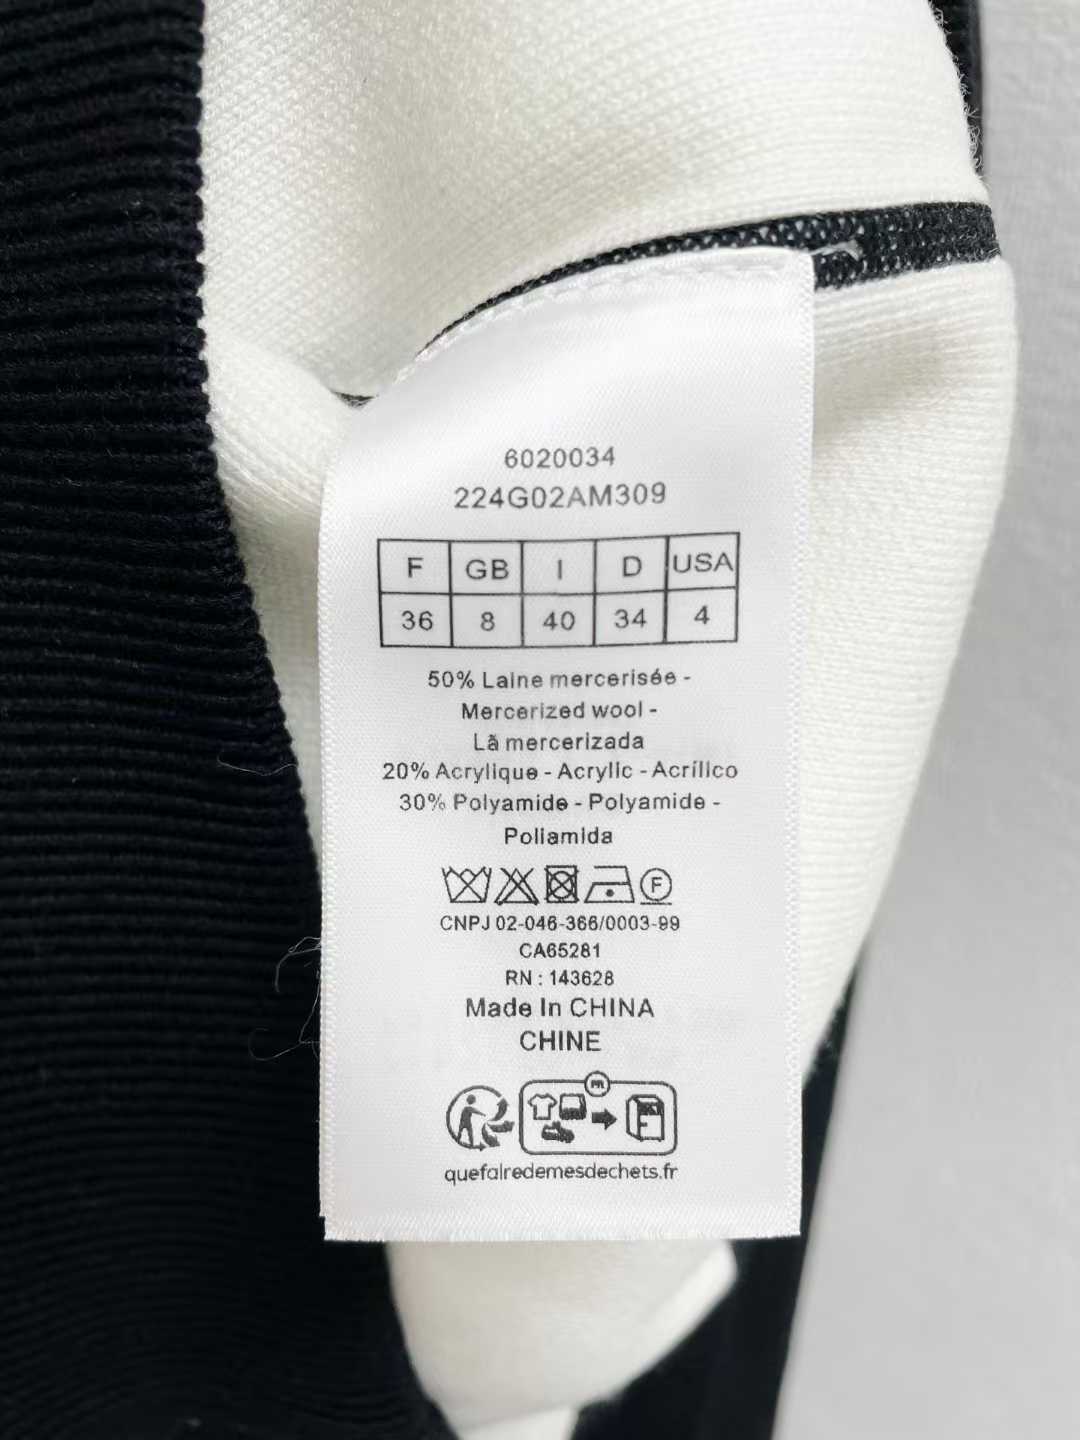 6020034
224G02AM309
F GB I D USA
36 8 40 34 4
50% Laine mercerisée -
Mercerized wool -
Lã mercerizada
20% Acrylique - Acrylic - Acrílico
30% Polyamide - Polyamide -
Poliamida
F
CNPJ 02-046-366/0003-99
CA65281
RN : 143628
Made In CHINA
CHINE
FR
quefairedemesdechets.fr